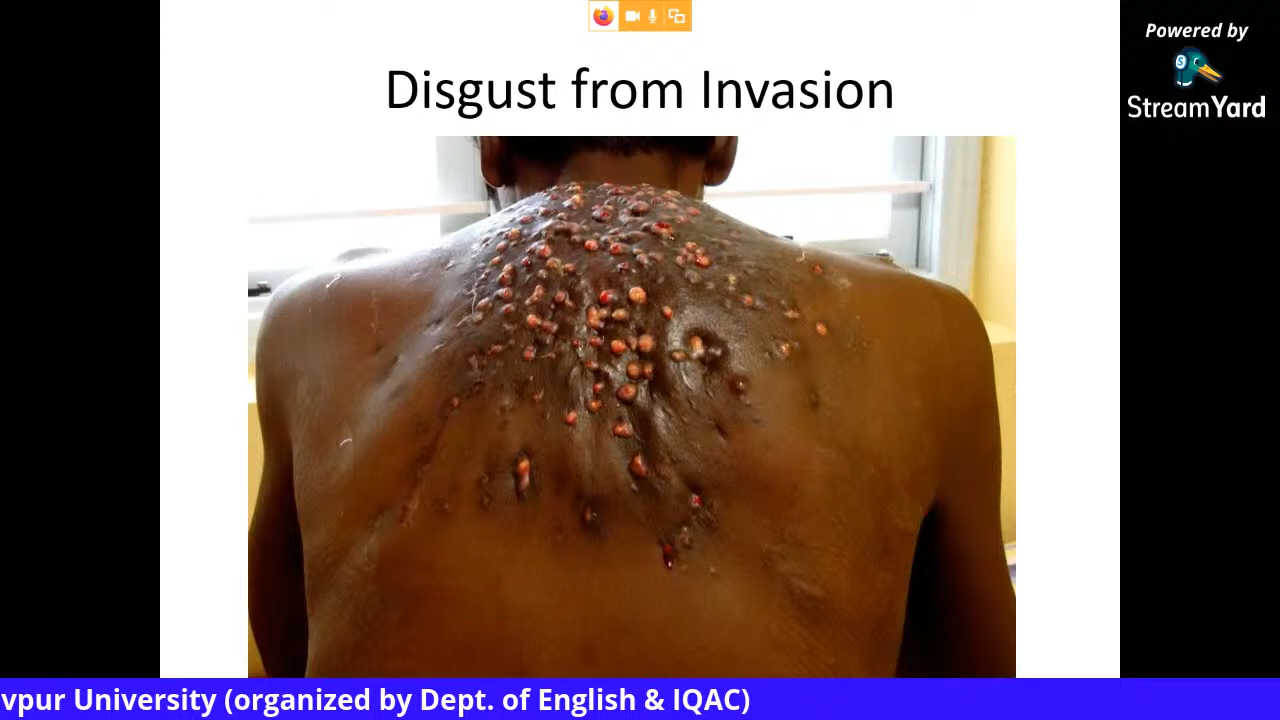 Powered by
StreamYard
Disgust from Invasion
vpur University (organized by Dept. of English & IQAC)